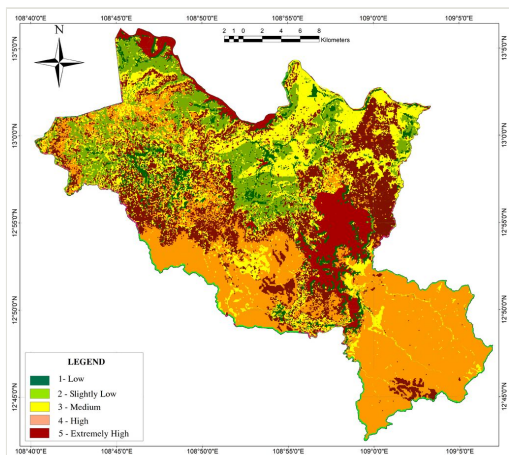 108°40'0"E 108°45'0"E 108°50'0"E 108°55'0"E 109°0'0"E 109°5'0"E
N
2 1 0 2 4 6 8
Kilometers
13°5'0"N 13°5'0"N
13°0'0"N 13°0'0"N
12°55'0"N 12°55'0"N
12°50'0"N 12°50'0"N
12°45'0"N 12°45'0"N
LEGEND
1- Low
2 - Slightly Low
3 - Medium
4 - High
5 - Extremely High
108°40'0"E 108°45'0"E 108°50'0"E 108°55'0"E 109°0'0"E 109°5'0"E